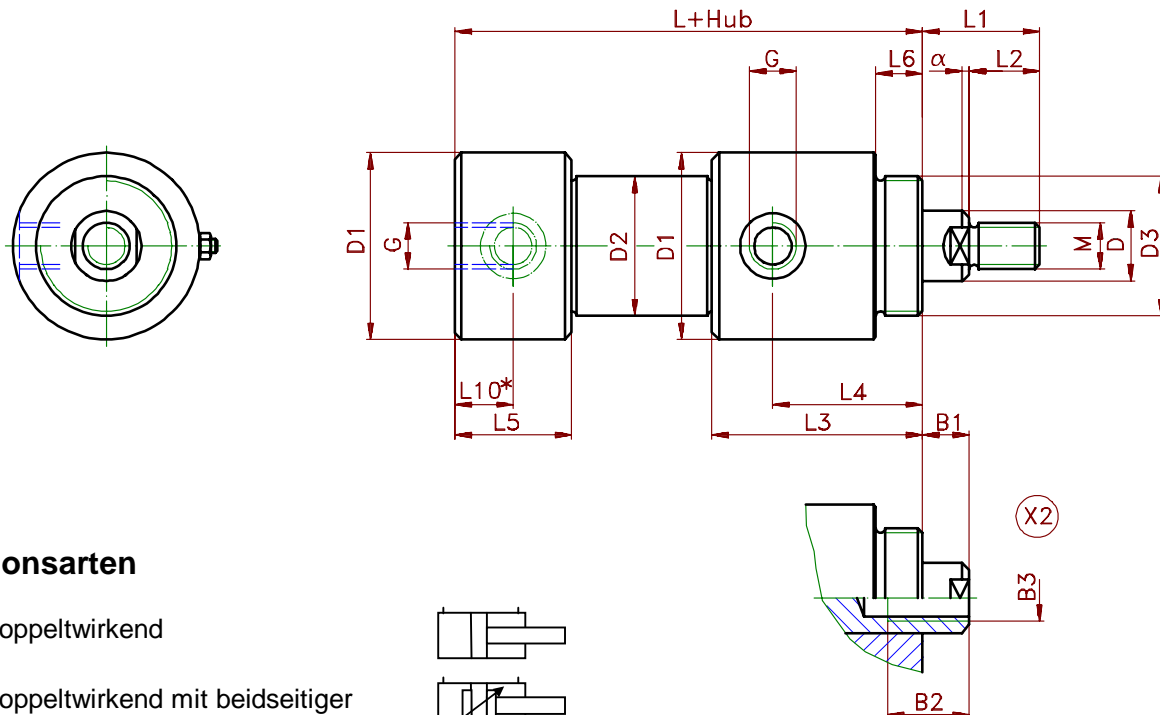 L+Hub L1
G L6 α L2
D1 G D2 D1 M D D3
L10* L4
L5 L3 B1
X2
B3
onsarten
oppeltwirkend
oppeltwirkend mit beidseitiger
B2